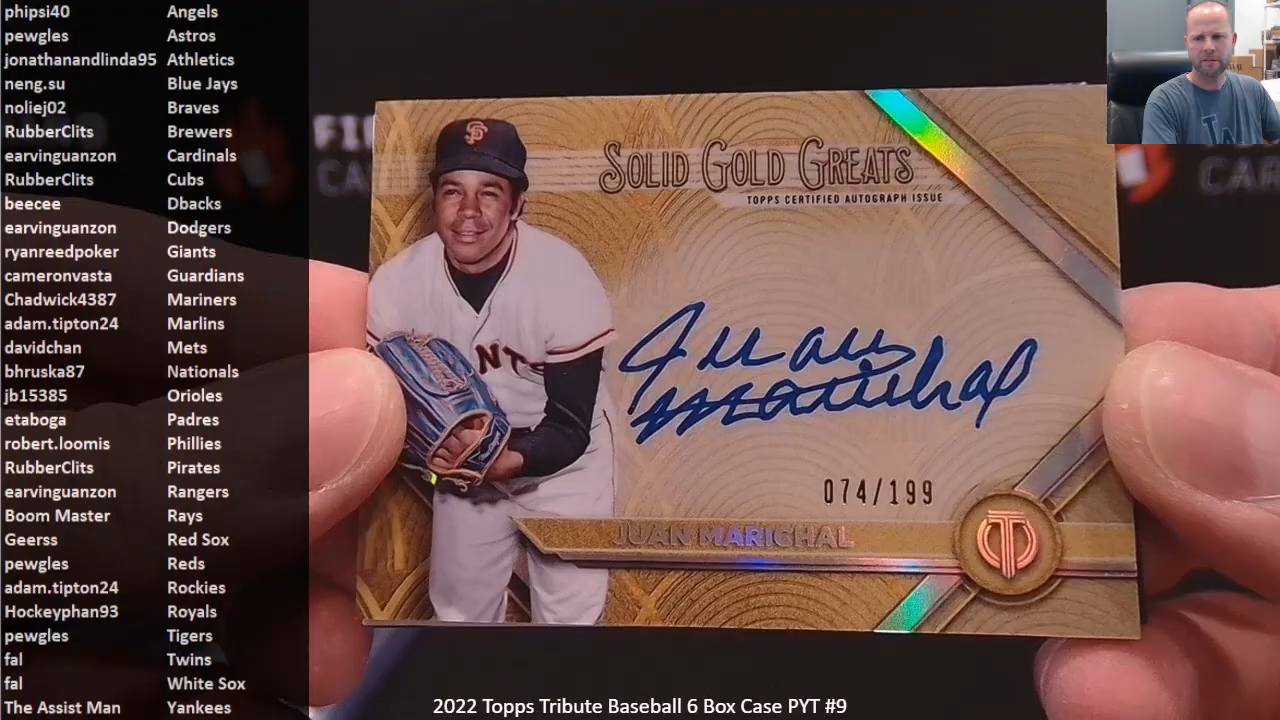 phipsi40 Angels
pewgles Astros
jonathanandlinda95 Athletics
neng.su Blue Jays
noliej02 Braves
RubberClits Brewers
earvinguanzon Cardinals
RubberClits Cubs
beecee Dbacks
earvinguanzon Dodgers
ryanreedpoker Giants
cameronvasta Guardians
Chadwick4387 Mariners
adam.tipton24 Marlins
davidchan Mets
bhruska87 Nationals
jb15385 Orioles
etaboga Padres
robert.loomis Phillies
RubberClits Pirates
earvinguanzon Rangers
Boom Master Rays
Geerss Red Sox
pewgles Reds
adam.tipton24 Rockies
Hockeyphan93 Royals
pewgles Tigers
fal Twins
fal White Sox
The Assist Man Yankees
SF
SOLID GOLD GREATS
TOPPS CERTIFIED AUTOGRAPH ISSUE
Juan
Marichal
074/199
JUAN MARICHAL
T
2022 Topps Tribute Baseball 6 Box Case PYT #9